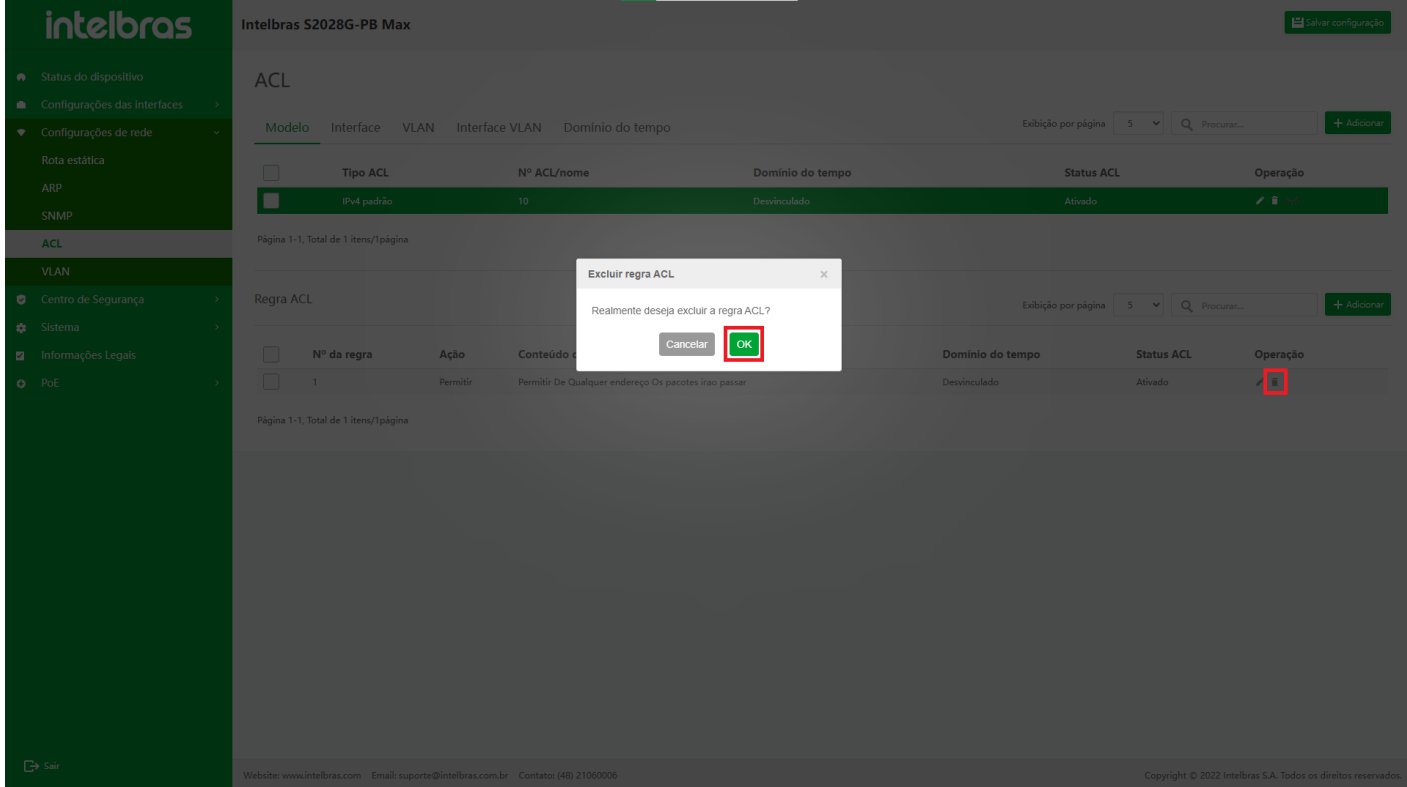 intelbras
Intelbras S2028G-PB Max
Salvar configuração
Status do dispositivo
Configurações das interfaces
Configurações de rede
Rota estática
ARP
SNMP
ACL
VLAN
Centro de Segurança
Sistema
Informações Legais
PoE
Sair
ACL
Modelo Interface VLAN Interface VLAN Domínio do tempo
Exibição por página 5 Procurar... + Adicionar
Tipo ACL Nº ACL/nome Domínio do tempo Status ACL Operação
IPv4 padrão 10 Desvinculado Ativado
Página 1-1, Total de 1 itens/1página
Excluir regra ACL ×
Realmente deseja excluir a regra ACL?
Cancelar OK
Regra ACL
Exibição por página 5 Procurar... + Adicionar
Nº da regra Ação Conteúdo Domínio do tempo Status ACL Operação
1 Permitir Permitir De Qualquer endereço Os pacotes irao passar Desvinculado Ativado
Página 1-1, Total de 1 itens/1página
Website: www.intelbras.com Email: suporte@intelbras.com.br Contato: (48) 21060006
Copyright © 2022 Intelbras S.A. Todos os direitos reservados.